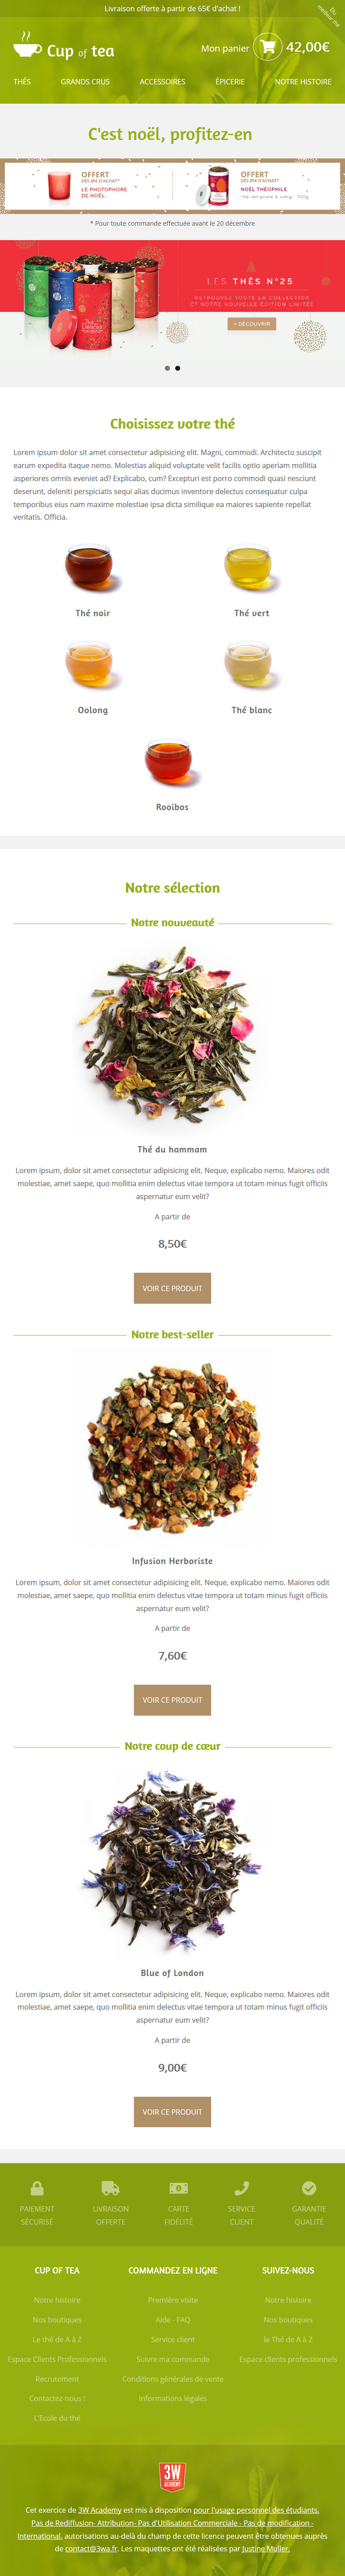 Livraison offerte à partir de 65€ d'achat !
Élu
meilleur thé
Cup of tea
Mon panier 42,00€
THÉS GRANDS CRUS ACCESSOIRES ÉPICERIE NOTRE HISTOIRE
C'est noël, profitez-en
OFFERT
DÈS 45€ D'ACHAT*
LE PHOTOPHORE
DE NOËL
OFFERT
DÈS 85€ D'ACHAT*
NOËL THÉOPHILE
* Pour toute commande effectuée avant le 20 décembre
LES THÉS N°25
RETROUVEZ TOUTE LA COLLECTION
ET NOTRE NOUVELLE ÉDITION LIMITÉE
> DÉCOUVRIR
Choisissez votre thé
Lorem ipsum dolor sit amet consectetur adipisicing elit. Magni, commodi. Architecto suscipit
earum expedita itaque nemo. Molestias aliquid voluptate velit facilis optio aperiam mollitia
asperiores omnis eveniet ad? Explicabo, cum? Excepturi est porro commodi quasi nesciunt
deserunt, deleniti perspiciatis sequi alias ducimus inventore delectus consequatur culpa
temporibus eius nam maxime molestiae ipsa dicta similique ea maiores sapiente repellat
veritatis. Officia.
Thé noir Thé vert
Oolong Thé blanc
Rooibos
Notre sélection
Notre nouveauté
Thé du hammam
Lorem ipsum, dolor sit amet consectetur adipisicing elit. Neque, explicabo nemo. Maiores odit
molestiae, amet saepe, quo mollitia enim delectus vitae tempora ut totam minus fugit officiis
aspernatur eum velit?
A partir de
8,50€
VOIR CE PRODUIT
Notre best-seller
Infusion Herboriste
Lorem ipsum, dolor sit amet consectetur adipisicing elit. Neque, explicabo nemo. Maiores odit
molestiae, amet saepe, quo mollitia enim delectus vitae tempora ut totam minus fugit officiis
aspernatur eum velit?
A partir de
7,60€
VOIR CE PRODUIT
Notre coup de cœur
Blue of London
Lorem ipsum, dolor sit amet consectetur adipisicing elit. Neque, explicabo nemo. Maiores odit
molestiae, amet saepe, quo mollitia enim delectus vitae tempora ut totam minus fugit officiis
aspernatur eum velit?
A partir de
9,00€
VOIR CE PRODUIT
PAIEMENT LIVRAISON CARTE SERVICE GARANTIE
SÉCURISÉ OFFERTE FIDÉLITÉ CLIENT QUALITÉ
CUP OF TEA COMMANDEZ EN LIGNE SUIVEZ-NOUS
Notre histoire Première visite Notre histoire
Nos boutiques Aide - FAQ Nos boutiques
Le thé de A à Z Service client le Thé de A à Z
Espace Clients Professionnels Suivre ma commande Espace clients professionnels
Recrutement Conditions générales de vente
Contactez-nous ! Informations légales
L'Ecole du thé
3W
ACADEMY
Cet exercice de 3W Academy est mis à disposition pour l'usage personnel des étudiants.
Pas de Rediffusion- Attribution- Pas d'Utilisation Commerciale - Pas de modification -
International. autorisations au-delà du champ de cette licence peuvent être obtenues auprès
de contact@3wa.fr. Les maquettes ont été réalisées par Justine Muller.